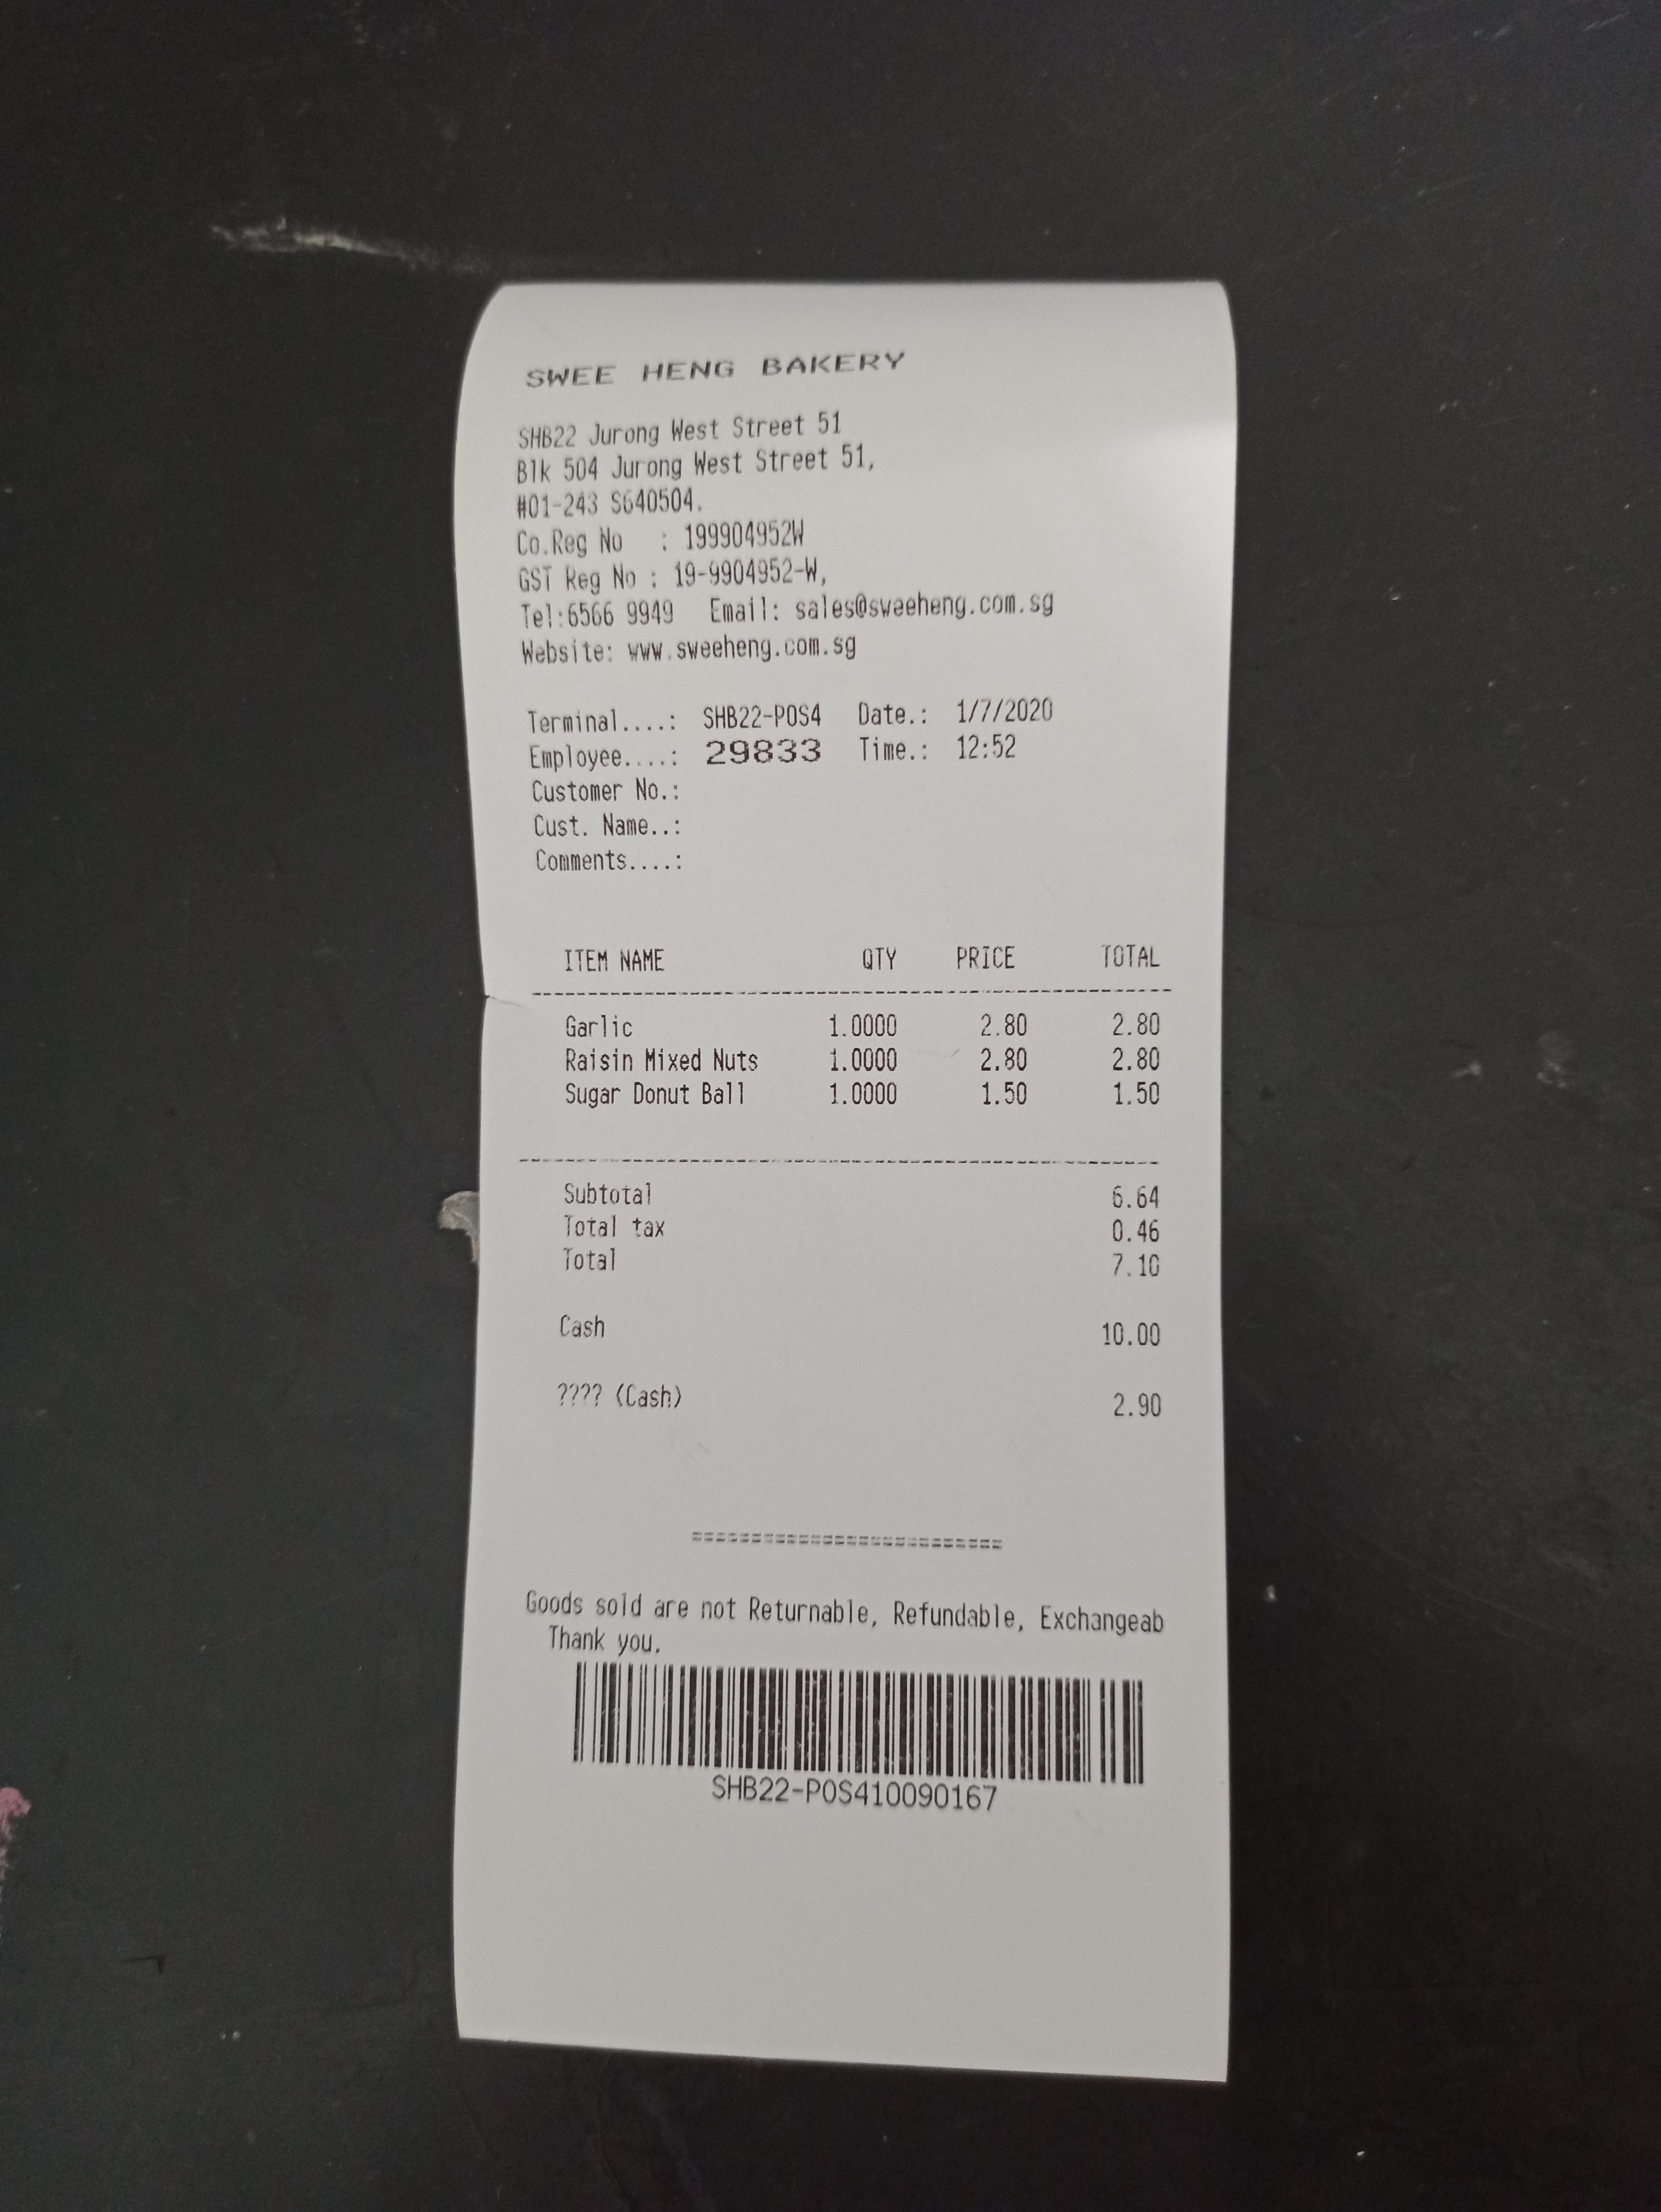 SWEE HENG BAKERY
SHB22 Jurong West Street 51
Blk 504 Jurong West Street 51,
#01-243 S640504.
Co.Reg No : 199904952W
GST Reg No : 19-9904952-W,
Tel:6566 9949 Email: sales@sweeheng.com.sg
Website: www.sweeheng.com.sg
Terminal....: SHB22-POS4 Date.: 1/7/2020
Employee....: 29833 Time.: 12:52
Customer No.:
Cust. Name..:
Comments....:
ITEM NAME QTY PRICE TOTAL
Garlic 1.0000 2.80 2.80
Raisin Mixed Nuts 1.0000 2.80 2.80
Sugar Donut Ball 1.0000 1.50 1.50
Subtotal 6.64
Total tax 0.46
Total 7.10
Cash 10.00
???? (Cash) 2.90
==========================
Goods sold are not Returnable, Refundable, Exchangeab
Thank you.
SHB22-POS410090167